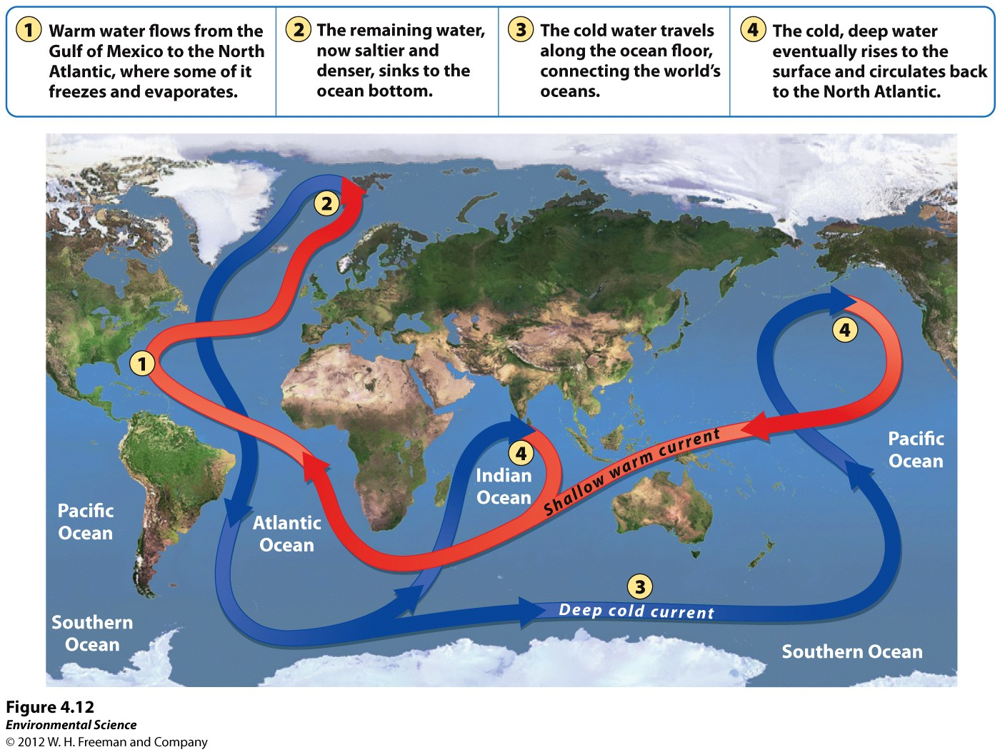 1 Warm water flows from the
Gulf of Mexico to the North
Atlantic, where some of it
freezes and evaporates.
2 The remaining water,
now saltier and
denser, sinks to the
ocean bottom.
3 The cold water travels
along the ocean floor,
connecting the world's
oceans.
4 The cold, deep water
eventually rises to the
surface and circulates back
to the North Atlantic.
2
4
1
Shallow warm current
Pacific
Ocean
4
Indian
Ocean
Pacific
Ocean
Atlantic
Ocean
3
Deep cold current
Southern
Ocean
Southern Ocean
Figure 4.12
Environmental Science
© 2012 W. H. Freeman and Company